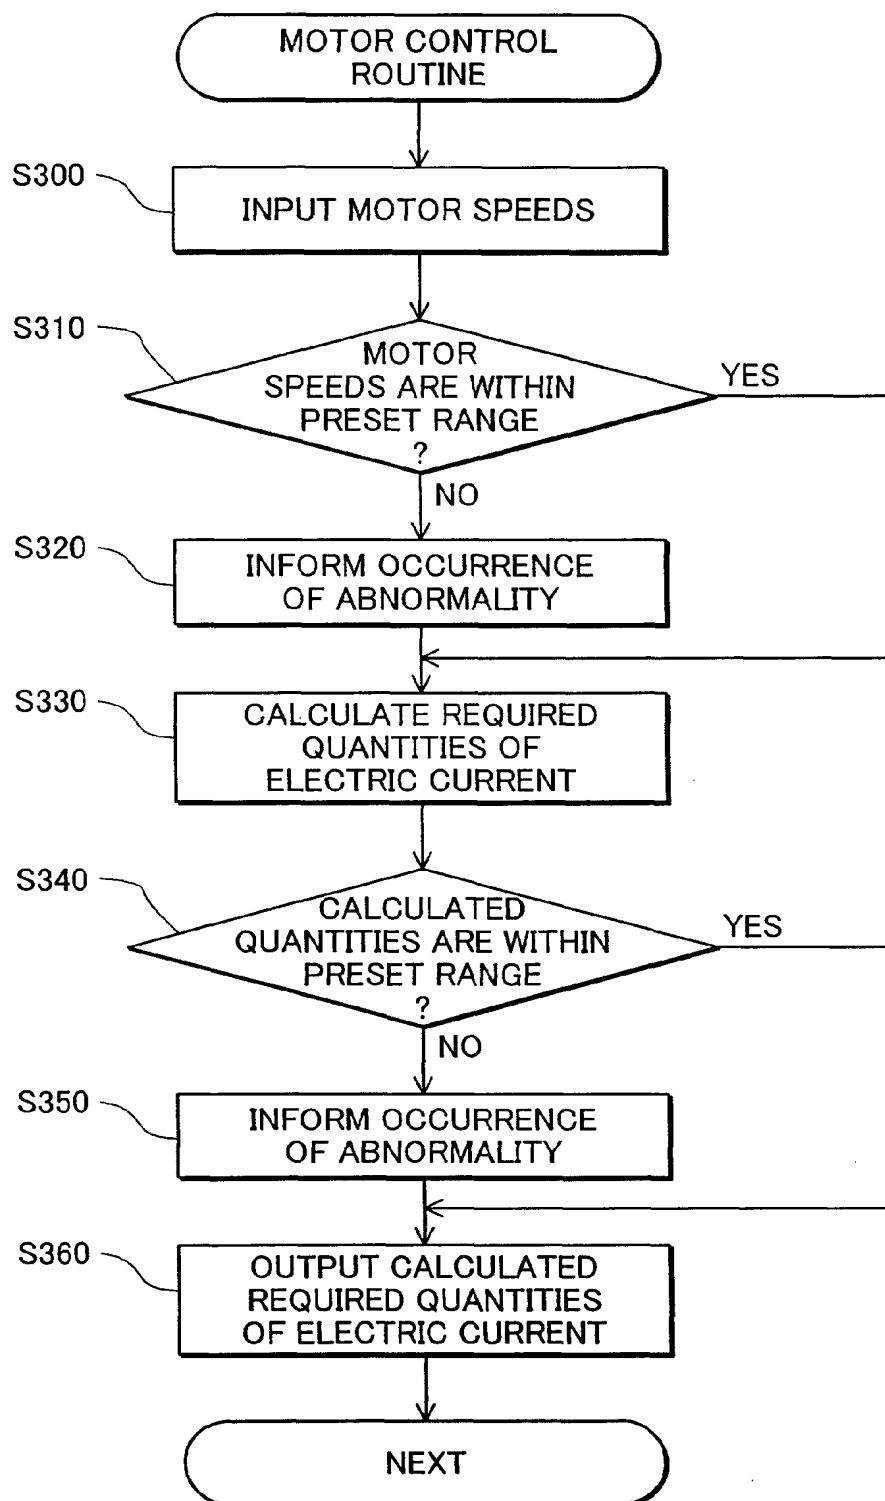 MOTOR CONTROL
ROUTINE
S300
INPUT MOTOR SPEEDS
S310
MOTOR
SPEEDS ARE WITHIN
PRESET RANGE
?
YES
NO
S320
INFORM OCCURRENCE
OF ABNORMALITY
S330
CALCULATE REQUIRED
QUANTITIES OF
ELECTRIC CURRENT
S340
CALCULATED
QUANTITIES ARE WITHIN
PRESET RANGE
?
YES
NO
S350
INFORM OCCURRENCE
OF ABNORMALITY
S360
OUTPUT CALCULATED
REQUIRED QUANTITIES
OF ELECTRIC CURRENT
NEXT